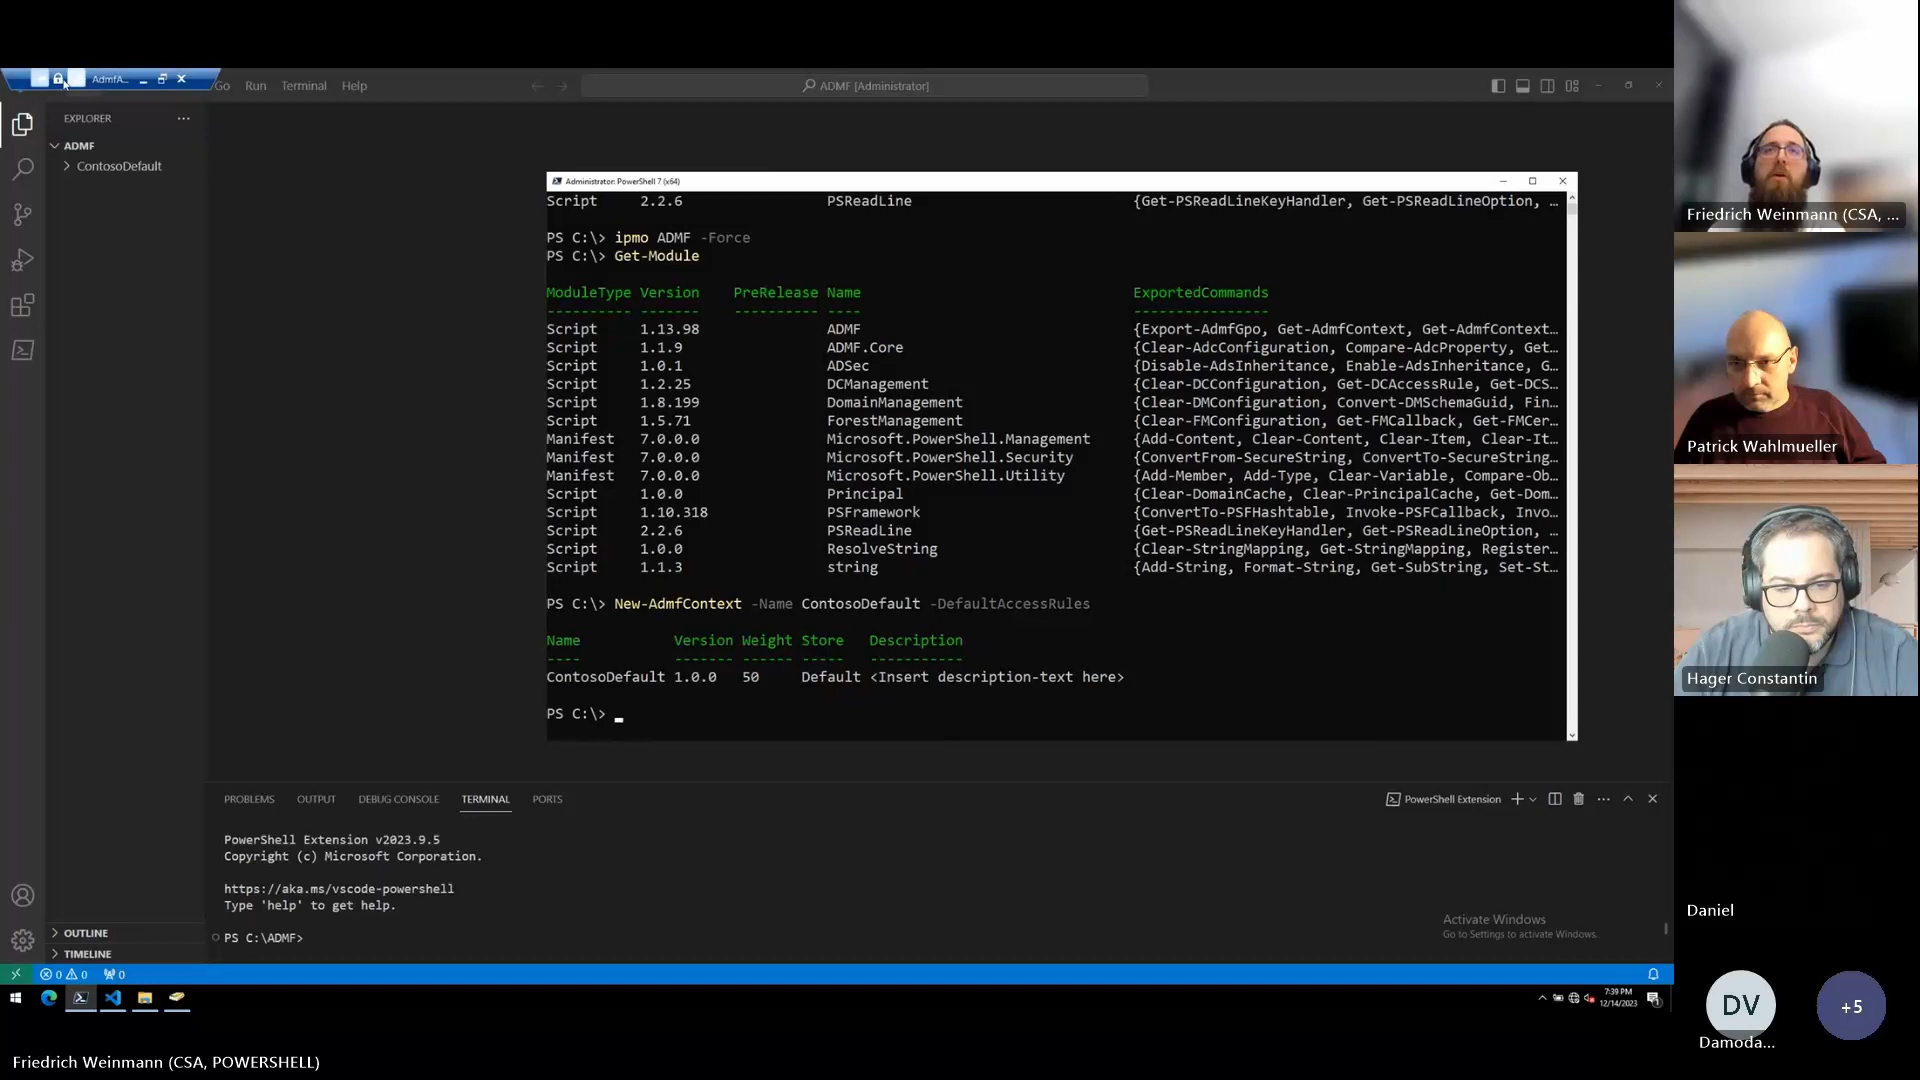 AdmfA...
Go Run Terminal Help
ADMF [Administrator]
EXPLORER
ADMF
ContosoDefault
Administrator: PowerShell 7 (x64)
Script 2.2.6 PSReadLine {Get-PSReadLineKeyHandler, Get-PSReadLineOption, …
PS C:\> ipmo ADMF -Force
PS C:\> Get-Module
ModuleType Version PreRelease Name ExportedCommands
---------- ------- ---------- ---- ----------------
Script 1.13.98 ADMF {Export-AdmfGpo, Get-AdmfContext, Get-AdmfContext…
Script 1.1.9 ADMF.Core {Clear-AdcConfiguration, Compare-AdcProperty, Get…
Script 1.0.1 ADSec {Disable-AdsInheritance, Enable-AdsInheritance, G…
Script 1.2.25 DCManagement {Clear-DCConfiguration, Get-DCAccessRule, Get-DCS…
Script 1.8.199 DomainManagement {Clear-DMConfiguration, Convert-DMSchemaGuid, Fin…
Script 1.5.71 ForestManagement {Clear-FMConfiguration, Get-FMCallback, Get-FMCer…
Manifest 7.0.0.0 Microsoft.PowerShell.Management {Add-Content, Clear-Content, Clear-Item, Clear-It…
Manifest 7.0.0.0 Microsoft.PowerShell.Security {ConvertFrom-SecureString, ConvertTo-SecureString…
Manifest 7.0.0.0 Microsoft.PowerShell.Utility {Add-Member, Add-Type, Clear-Variable, Compare-Ob…
Script 1.0.0 Principal {Clear-DomainCache, Clear-PrincipalCache, Get-Dom…
Script 1.10.318 PSFramework {ConvertTo-PSFHashtable, Invoke-PSFCallback, Invo…
Script 2.2.6 PSReadLine {Get-PSReadLineKeyHandler, Get-PSReadLineOption, …
Script 1.0.0 ResolveString {Clear-StringMapping, Get-StringMapping, Register…
Script 1.1.3 string {Add-String, Format-String, Get-SubString, Set-St…
PS C:\> New-AdmfContext -Name ContosoDefault -DefaultAccessRules
Name Version Weight Store Description
---- ------- ------ ----- -----------
ContosoDefault 1.0.0 50 Default <Insert description-text here>
PS C:\>
PROBLEMS OUTPUT DEBUG CONSOLE TERMINAL PORTS
PowerShell Extension
PowerShell Extension v2023.9.5
Copyright (c) Microsoft Corporation.
https://aka.ms/vscode-powershell
Type 'help' to get help.
PS C:\ADMF>
OUTLINE
TIMELINE
Activate Windows
Go to Settings to activate Windows.
0 0 0
7:39 PM
12/14/2023
Friedrich Weinmann (CSA, POWERSHELL)
Friedrich Weinmann (CSA, ...
Patrick Wahlmueller
Hager Constantin
Daniel
DV
Damoda...
+5